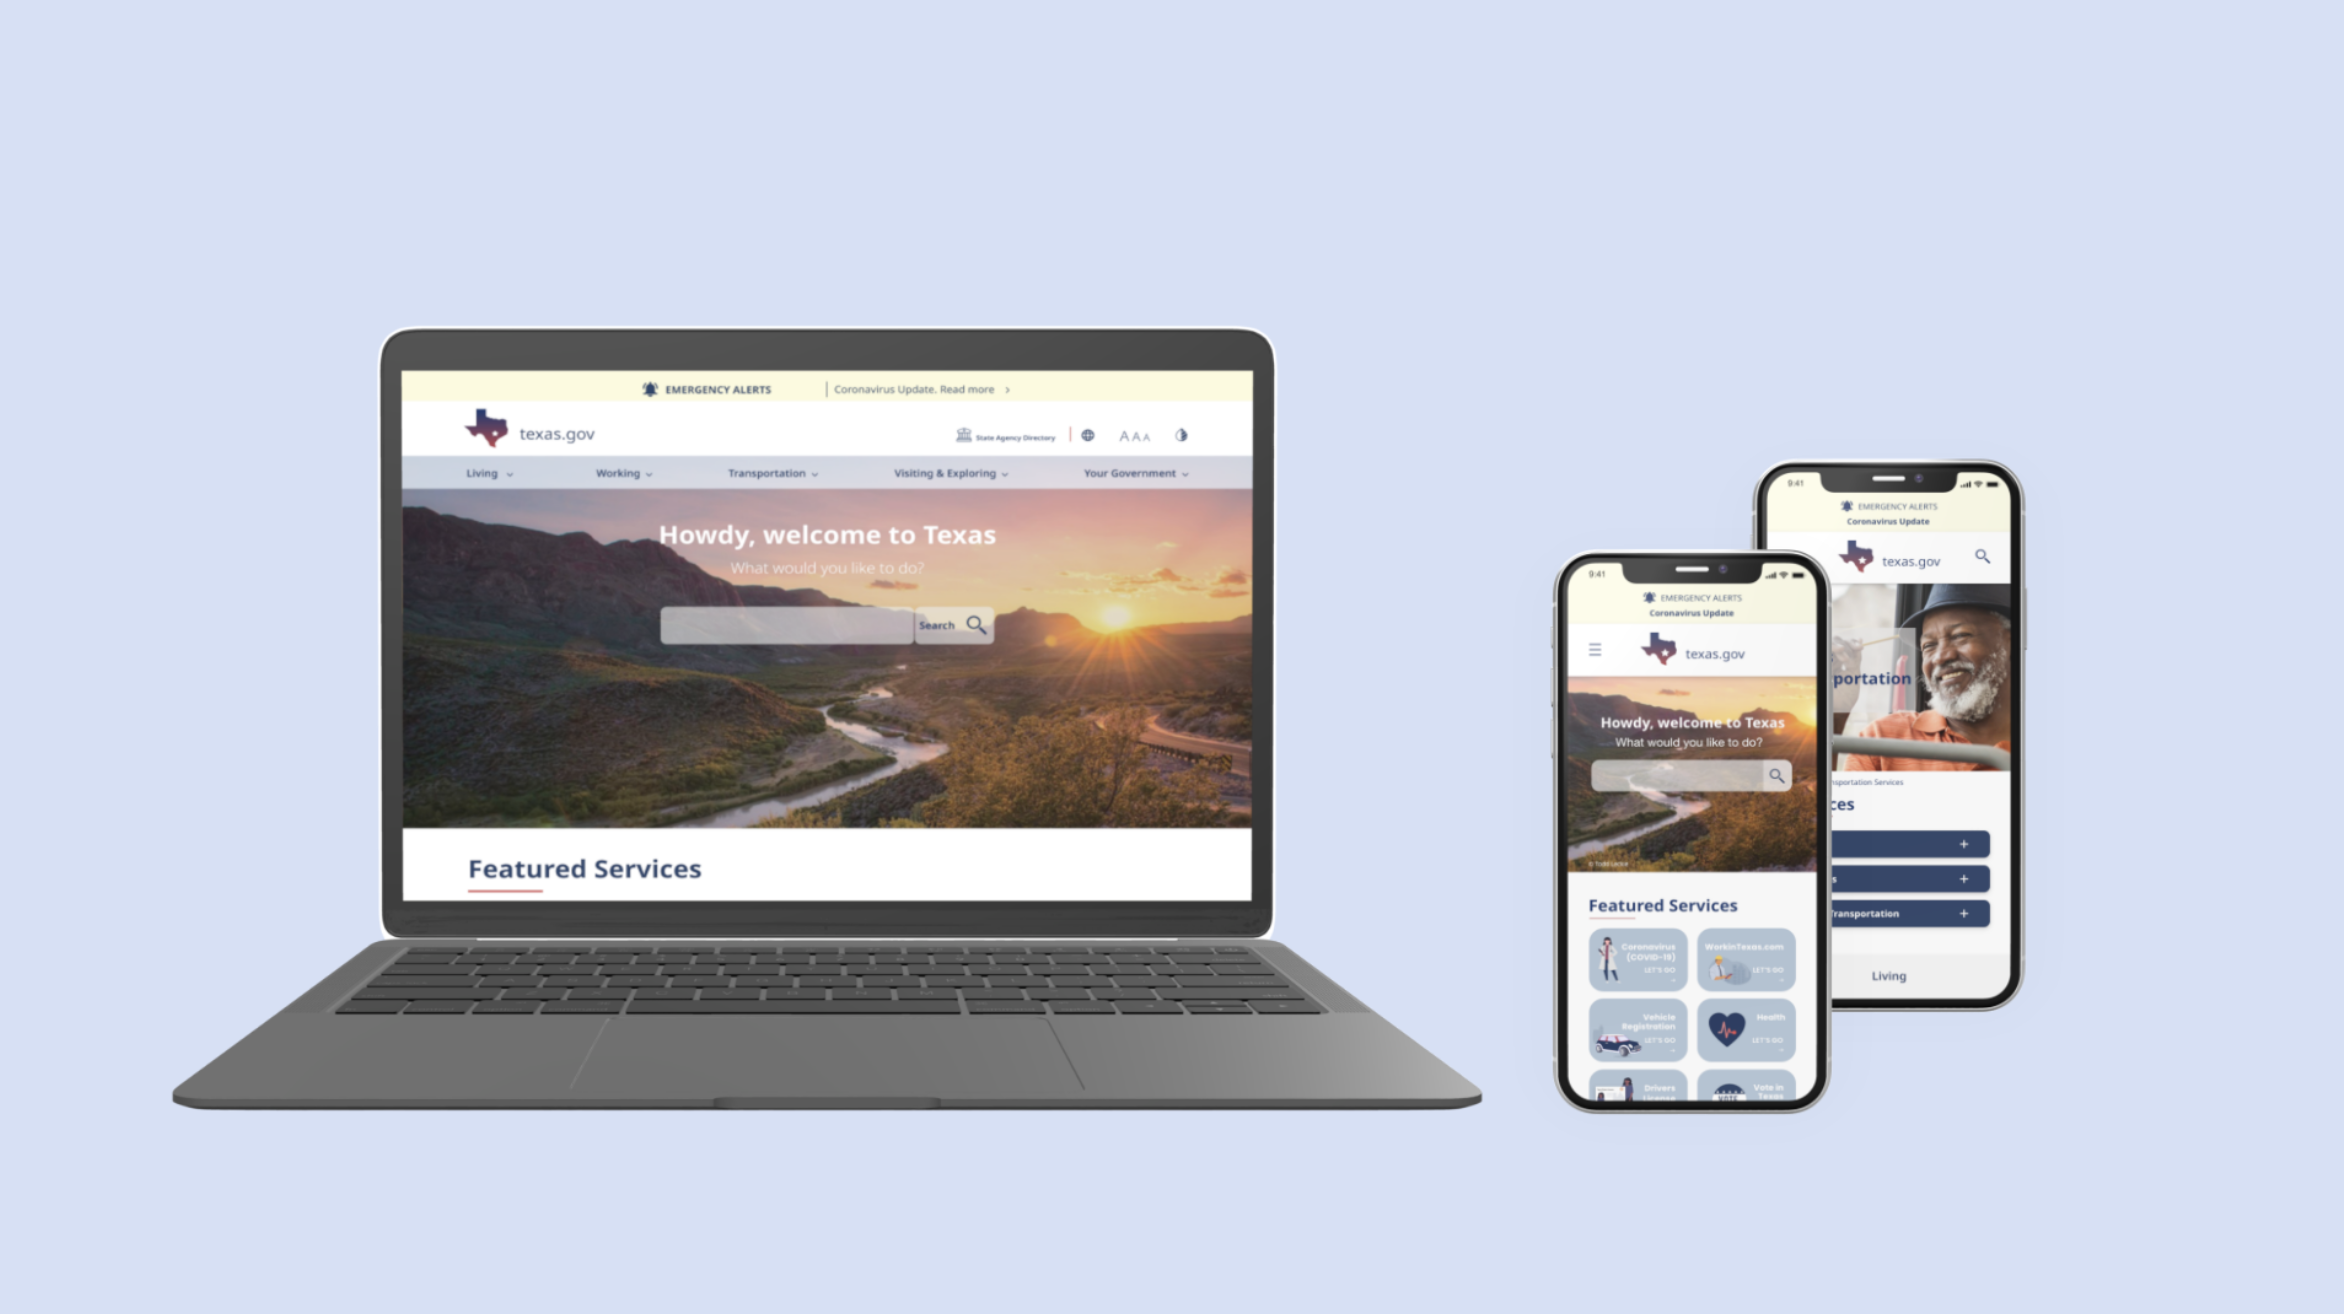 EMERGENCY ALERTS Coronavirus Update. Read more >
texas.gov
State Agency Directory
A A A
Living Working Transportation Visiting & Exploring Your Government
Howdy, welcome to Texas
What would you like to do?
Search
Featured Services
9:41
EMERGENCY ALERTS
Coronavirus Update
texas.gov
Howdy, welcome to Texas
What would you like to do?
Featured Services
Coronavirus
(COVID-19)
LET'S GO
WorkinTexas.com
LET'S GO
Vehicle
Registration
LET'S GO
Health
LET'S GO
Drivers
License
VOTE
Vote in
Texas
9:41
EMERGENCY ALERTS
Coronavirus Update
texas.gov
portation
nsportation Services
ces
+
s +
Transportation +
Living